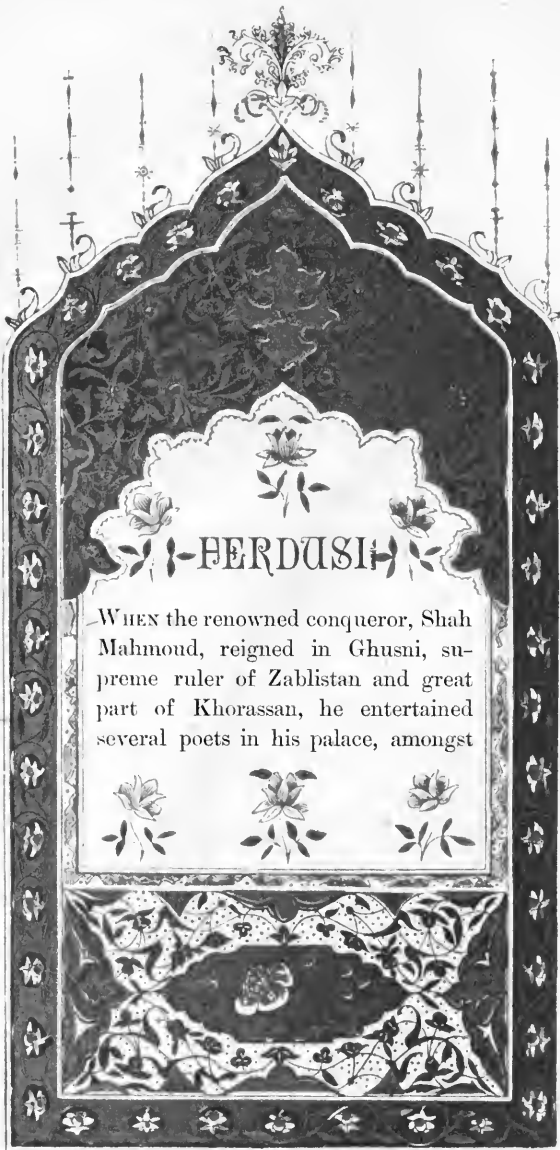 FERDUSI
WHEN the renowned conqueror, Shah
Mahmoud, reigned in Ghusni, su-
preme ruler of Zablistan and great
part of Khorassan, he entertained
several poets in his palace, amongst